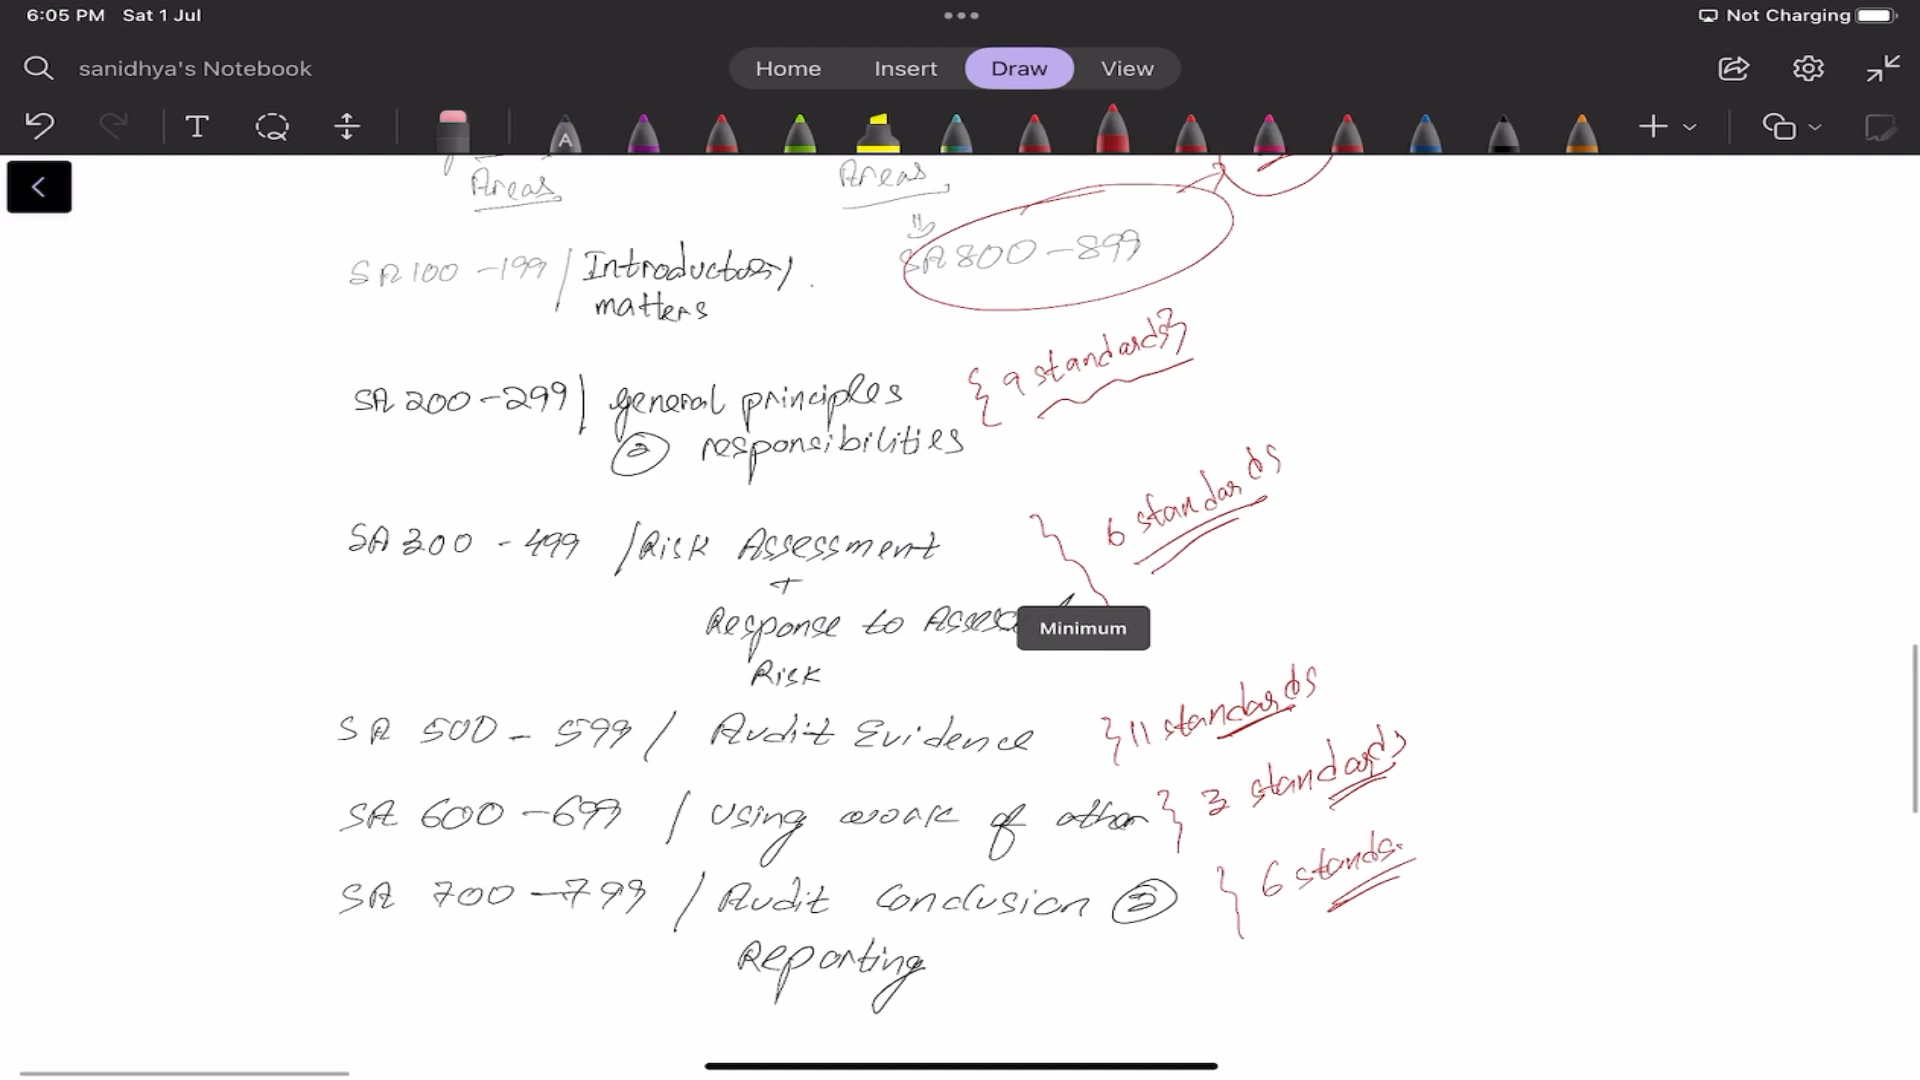 6:05 PM Sat 1 Jul
Not Charging
sanidhya's Notebook
Home Insert Draw View
T
A
Areas
Areas
SA 100 - 199 / Introductory
matters
SA 800 - 899
SA 200 - 299 | general principles
responsibilities
{ 9 standards }
SA 300 - 499 / Risk Assessment
+
Response to
Risk
6 standards
Minimum
SA 500 - 599 / Audit Evidence } 11 standards
SA 600 - 699 / Using work of other } 3 standards
SA 700 - 799 / Audit Conclusion
Reporting
} 6 stands.